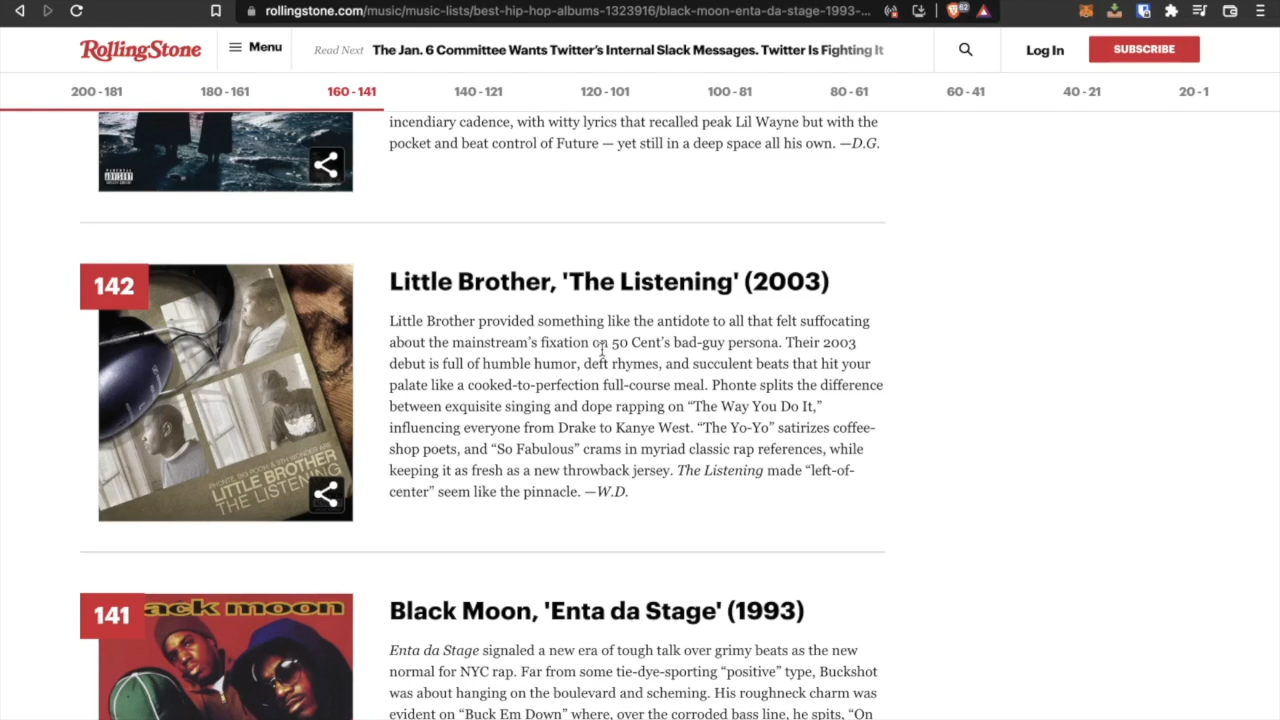 rollingstone.com/music/music-lists/best-hip-hop-albums-1323916/black-moon-enta-da-stage-1993-...
62
RollingStone
Menu
Read Next The Jan. 6 Committee Wants Twitter's Internal Slack Messages. Twitter Is Fighting It
Log In
SUBSCRIBE
200 - 181
180 - 161
160 - 141
140 - 121
120 - 101
100 - 81
80 - 61
60 - 41
40 - 21
20 - 1
incendiary cadence, with witty lyrics that recalled peak Lil Wayne but with the
pocket and beat control of Future — yet still in a deep space all his own. —D.G.
142
Little Brother, 'The Listening' (2003)
Little Brother provided something like the antidote to all that felt suffocating
about the mainstream's fixation on 50 Cent's bad-guy persona. Their 2003
debut is full of humble humor, deft rhymes, and succulent beats that hit your
palate like a cooked-to-perfection full-course meal. Phonte splits the difference
between exquisite singing and dope rapping on “The Way You Do It,”
influencing everyone from Drake to Kanye West. “The Yo-Yo” satirizes coffee-
shop poets, and “So Fabulous” crams in myriad classic rap references, while
keeping it as fresh as a new throwback jersey. The Listening made “left-of-
center” seem like the pinnacle. —W.D.
PHONTE, BIG POOH & 9TH WONDER ARE
LITTLE BROTHER
THE LISTENING
141
ack moon
Black Moon, 'Enta da Stage' (1993)
Enta da Stage signaled a new era of tough talk over grimy beats as the new
normal for NYC rap. Far from some tie-dye-sporting “positive” type, Buckshot
was about hanging on the boulevard and scheming. His roughneck charm was
evident on “Buck Em Down” where, over the corroded bass line, he spits, “On